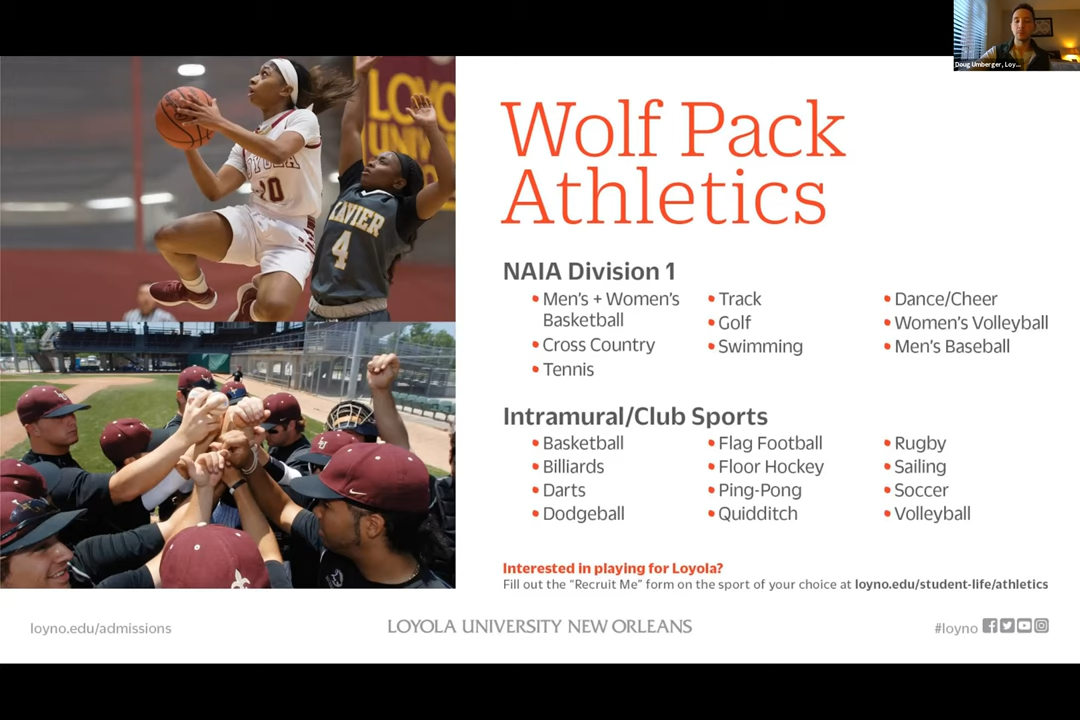 Doug Umberger, Loy...
LOYOLA
10
XAVIER
4
Wolf Pack
Athletics
NAIA Division 1
• Men's + Women's
Basketball
• Cross Country
• Tennis
• Track
• Golf
• Swimming
• Dance/Cheer
• Women's Volleyball
• Men's Baseball
Intramural/Club Sports
• Basketball
• Billiards
• Darts
• Dodgeball
• Flag Football
• Floor Hockey
• Ping-Pong
• Quidditch
• Rugby
• Sailing
• Soccer
• Volleyball
Interested in playing for Loyola?
Fill out the “Recruit Me” form on the sport of your choice at loyno.edu/student-life/athletics
loyno.edu/admissions
LOYOLA UNIVERSITY NEW ORLEANS
#loyno